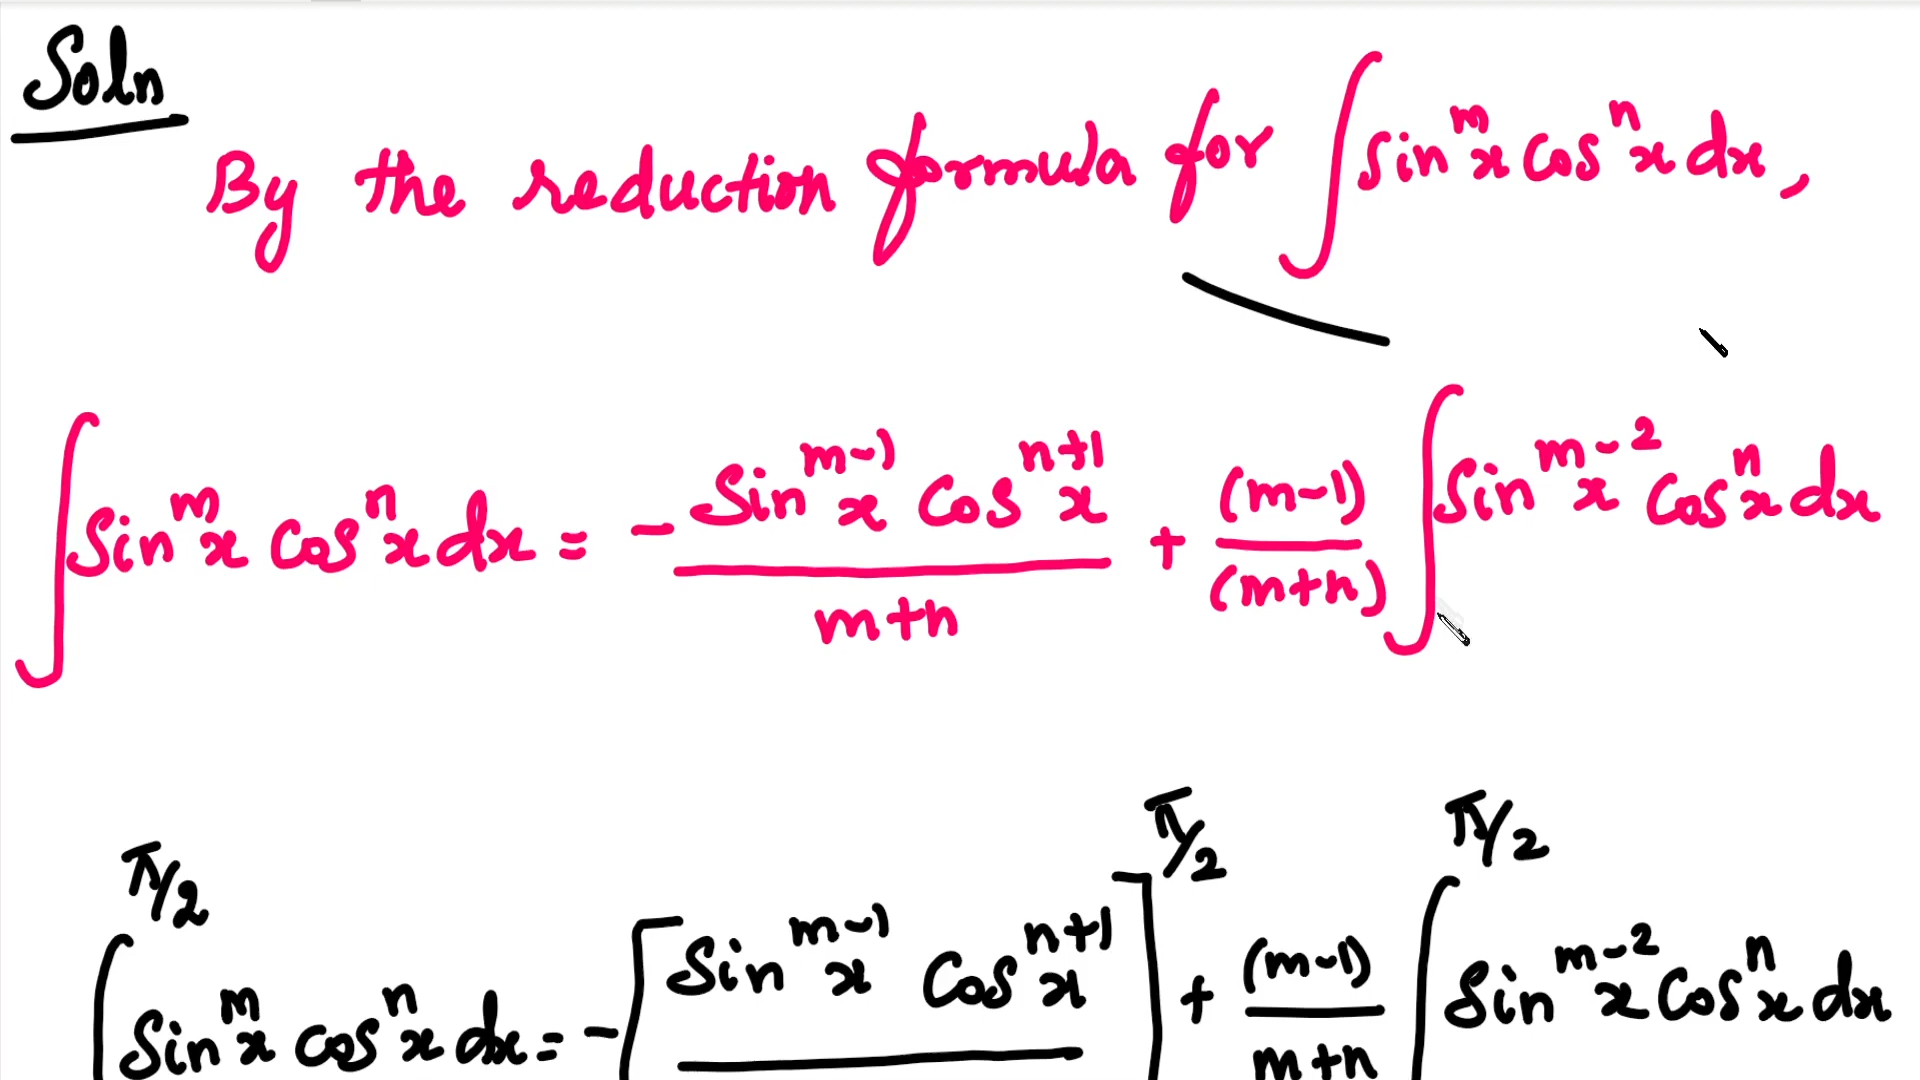 Soln
By the reduction formula for ∫ Sin^m x Cos^n x dx,
∫ Sin^m x Cos^n x dx = - (Sin^{m-1} x Cos^{n+1} x)/(m+n) + (m-1)/(m+n) ∫ Sin^{m-2} x Cos^n x dx
∫^{π/2} Sin^m x Cos^n x dx = - [Sin^{m-1} x Cos^{n+1} x]^{π/2} + (m-1)/(m+n) ∫^{π/2} Sin^{m-2} x Cos^n x dx